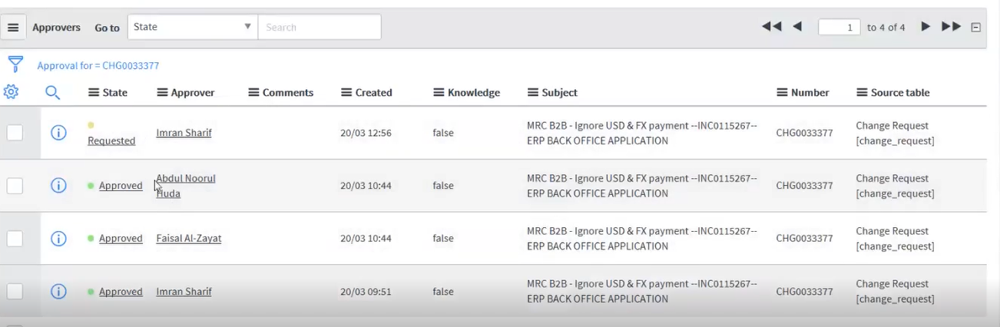 Approvers Go to State Search 1 to 4 of 4
Approval for = CHG0033377
State Approver Comments Created Knowledge Subject Number Source table
Requested Imran Sharif 20/03 12:56 false MRC B2B - Ignore USD & FX payment --INC0115267-- ERP BACK OFFICE APPLICATION CHG0033377 Change Request [change_request]
Approved Abdul Noorul Huda 20/03 10:44 false MRC B2B - Ignore USD & FX payment --INC0115267-- ERP BACK OFFICE APPLICATION CHG0033377 Change Request [change_request]
Approved Faisal Al-Zayat 20/03 10:44 false MRC B2B - Ignore USD & FX payment --INC0115267-- ERP BACK OFFICE APPLICATION CHG0033377 Change Request [change_request]
Approved Imran Sharif 20/03 09:51 false MRC B2B - Ignore USD & FX payment --INC0115267-- ERP BACK OFFICE APPLICATION CHG0033377 Change Request [change_request]